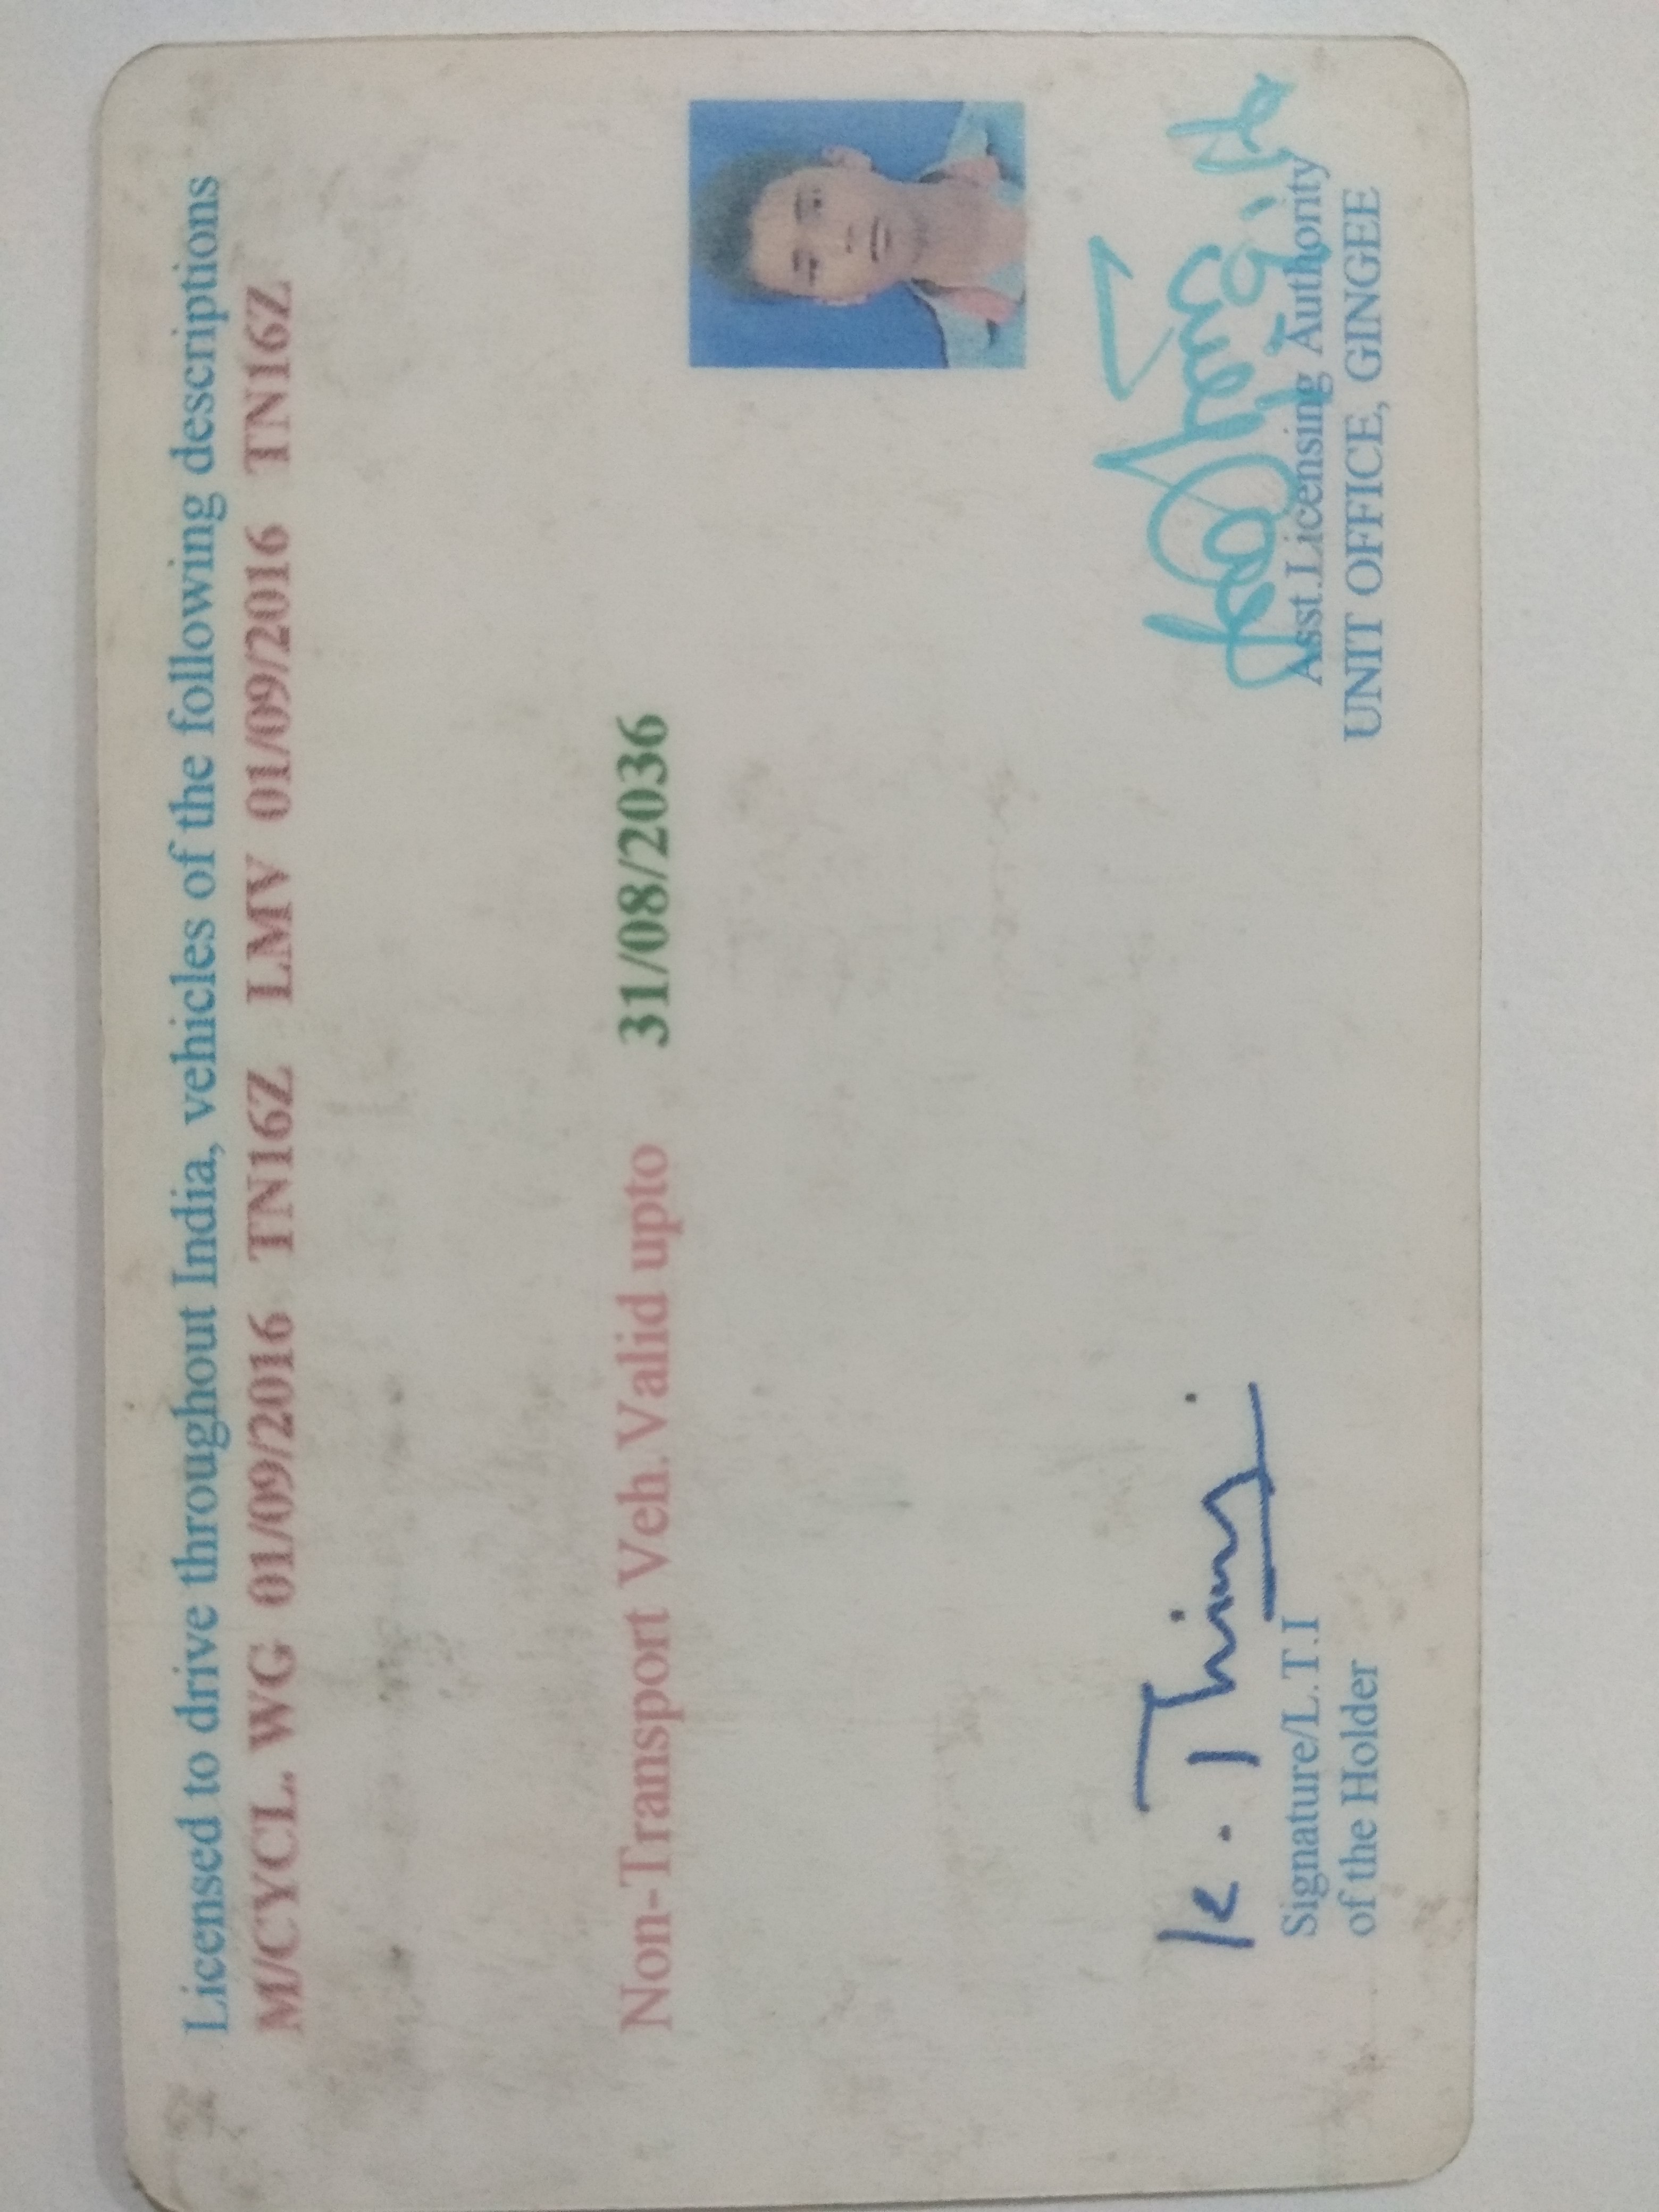 Licensed to drive throughout India, vehicles of the following descriptions
M/CYCL. WG 01/09/2016 TN16Z LMV 01/09/2016 TN16Z
Non-Transport Veh.Valid upto 31/08/2036
K. Thiru
Signature/L.T.I
of the Holder
Asst.Licensing Authority
UNIT OFFICE, GINGEE